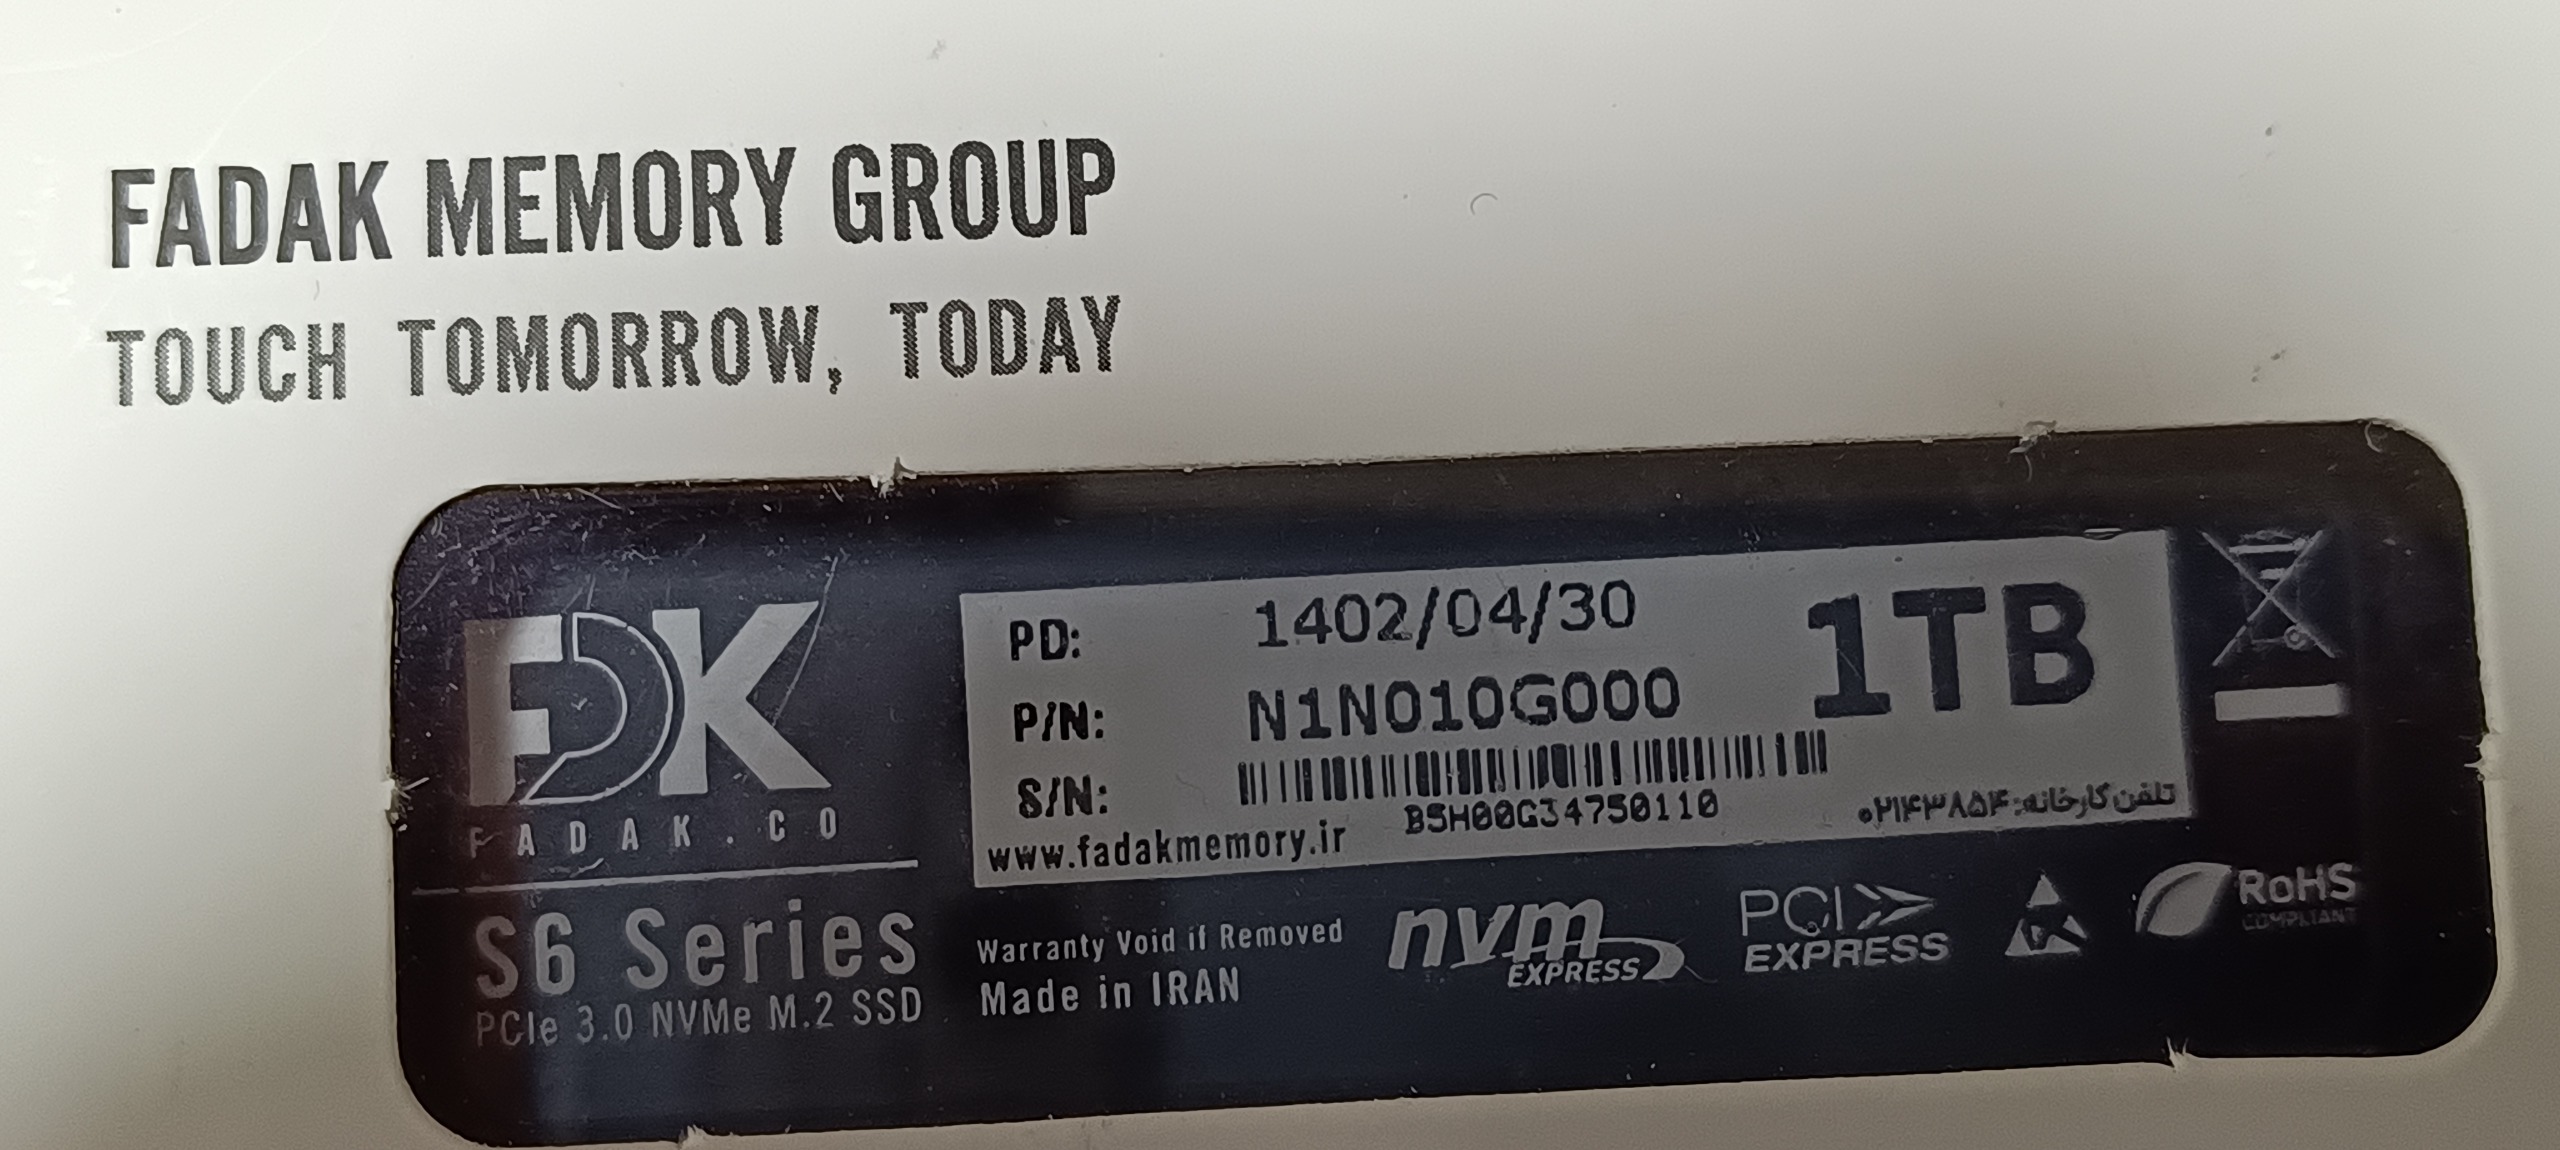 FADAK MEMORY GROUP
TOUCH TOMORROW, TODAY
FDK
FADAK.CO
S6 Series
PCIe 3.0 NVMe M.2 SSD
PD: 1402/04/30
1TB
P/N: N1N010G000
S/N:
B5H00G34750110
www.fadakmemory.ir
تلفن کارخانه: ۰۲۱۴۳۸۵۴
Warranty Void if Removed
Made in IRAN
nvm
EXPRESS
PCI
EXPRESS
RoHS
COMPLIANT